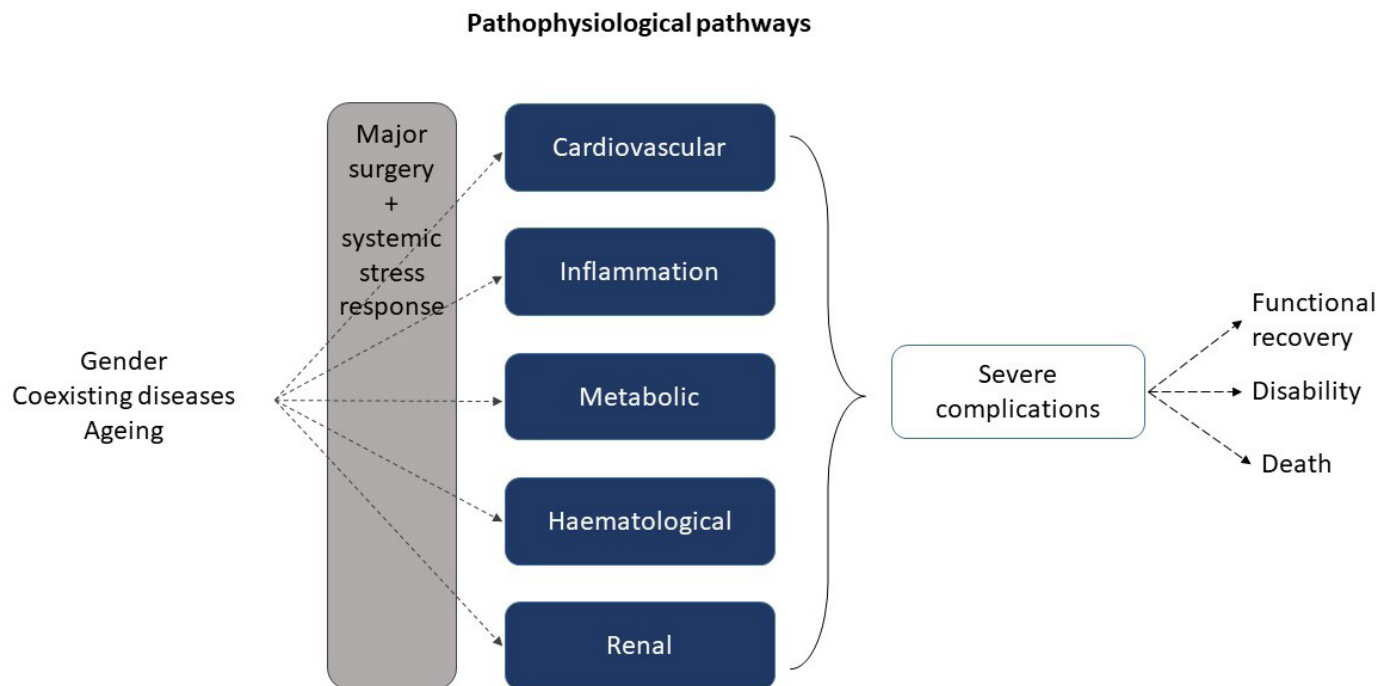 Pathophysiological pathways
Gender
Coexisting diseases
Ageing
Major
surgery
+
systemic
stress
response
Cardiovascular
Inflammation
Metabolic
Haematological
Renal
Severe
complications
Functional
recovery
Disability
Death